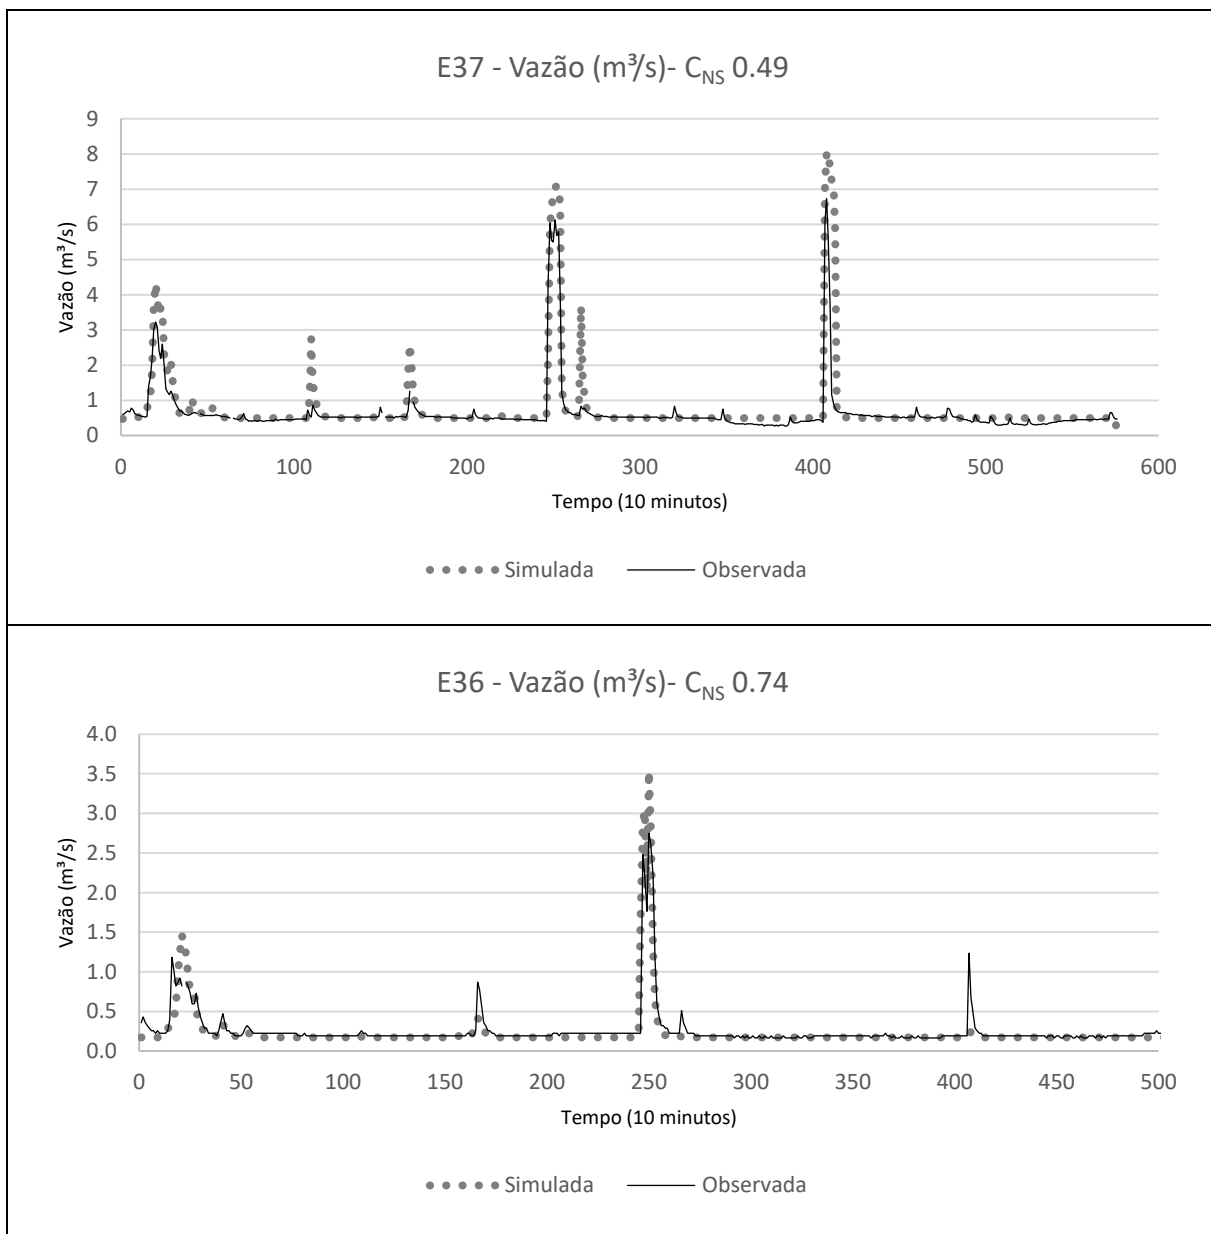 E37 - Vazão (m³/s)- C_NS 0.49
9
8
7
6
5
4
3
2
1
0
Vazão (m³/s)
0 100 200 300 400 500 600
Tempo (10 minutos)
Simulada Observada
E36 - Vazão (m³/s)- C_NS 0.74
4.0
3.5
3.0
2.5
2.0
1.5
1.0
0.5
0.0
Vazão (m³/s)
0 50 100 150 200 250 300 350 400 450 500
Tempo (10 minutos)
Simulada Observada